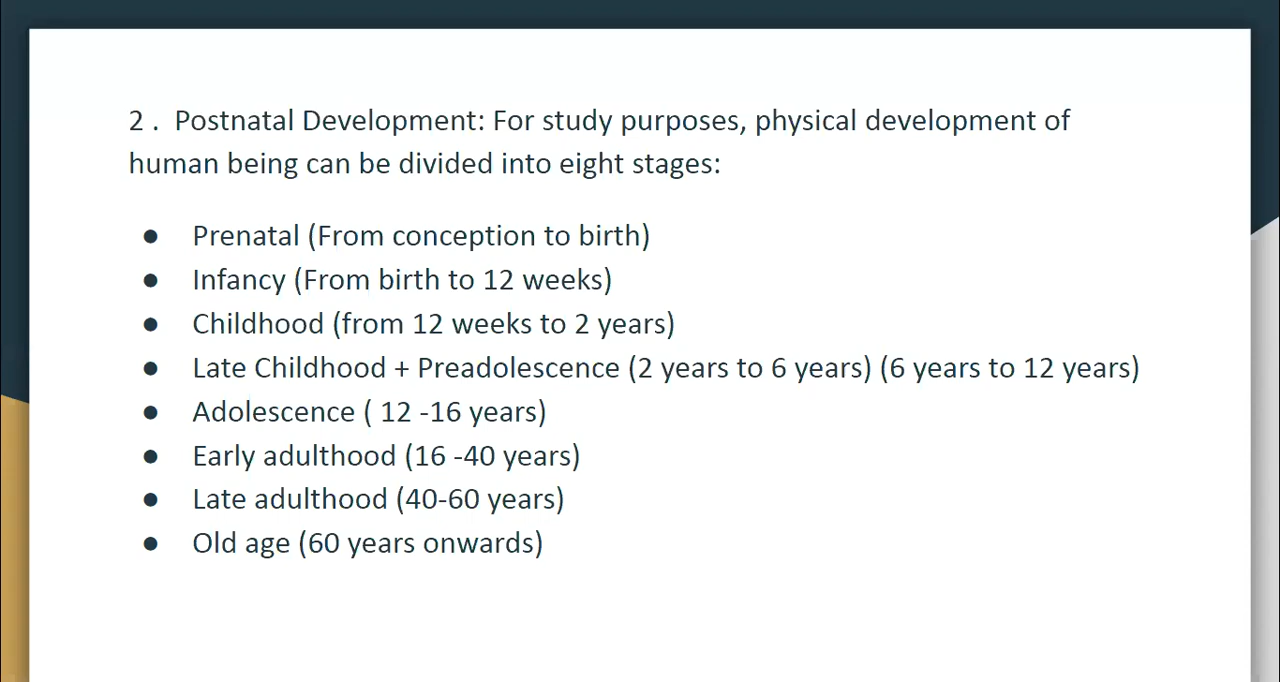 2 .  Postnatal Development: For study purposes, physical development of
human being can be divided into eight stages:
● Prenatal (From conception to birth)
● Infancy (From birth to 12 weeks)
● Childhood (from 12 weeks to 2 years)
● Late Childhood + Preadolescence (2 years to 6 years) (6 years to 12 years)
● Adolescence ( 12 -16 years)
● Early adulthood (16 -40 years)
● Late adulthood (40-60 years)
● Old age (60 years onwards)